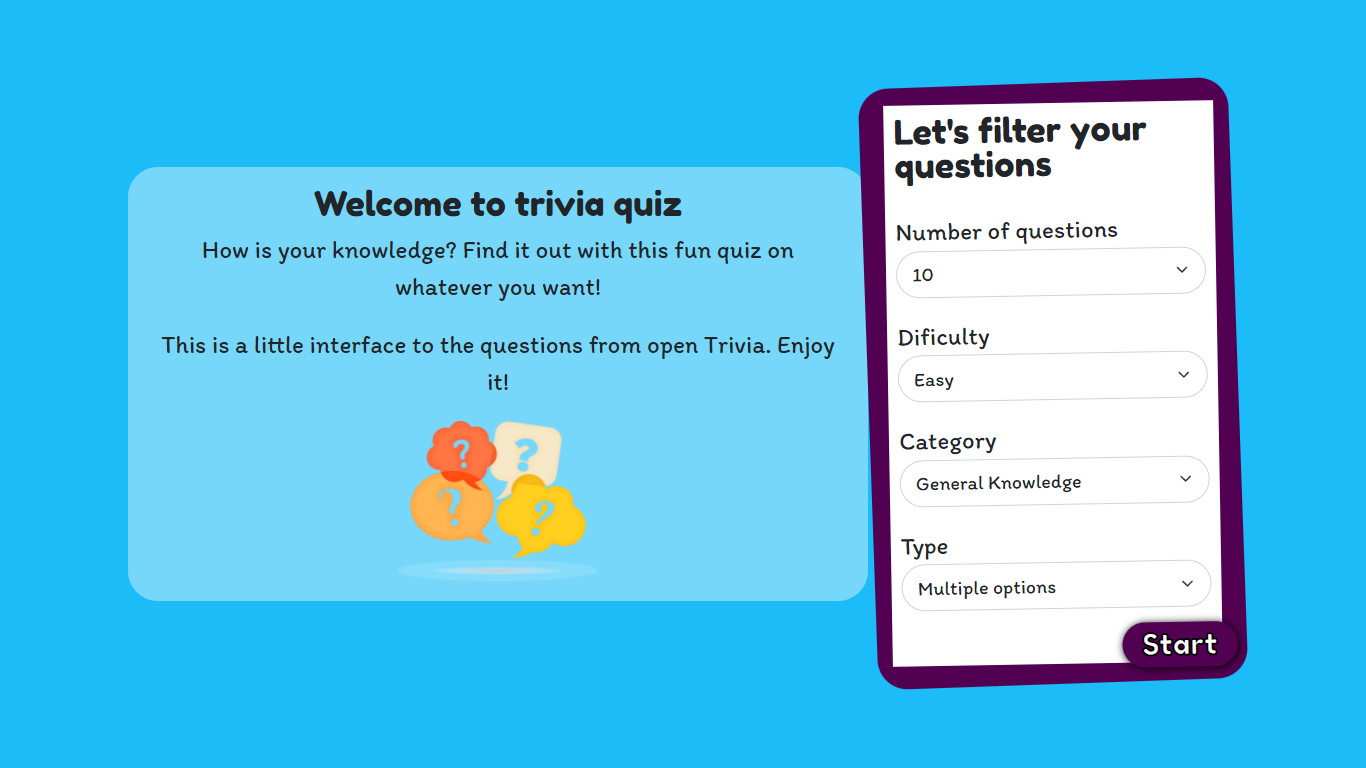 Welcome to trivia quiz
How is your knowledge? Find it out with this fun quiz on
whatever you want!
This is a little interface to the questions from open Trivia. Enjoy
it!
? ?
? ?
Let's filter your
questions
Number of questions
10
Dificulty
Easy
Category
General Knowledge
Type
Multiple options
Start